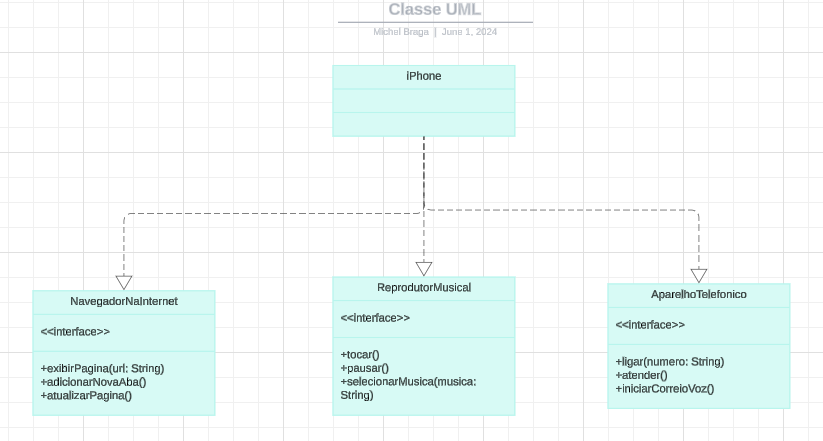 Classe UML
Michel Braga | June 1, 2024
iPhone
NavegadorNaInternet
<<interface>>
+exibirPagina(url: String)
+adicionarNovaAba()
+atualizarPagina()
ReprodutorMusical
<<interface>>
+tocar()
+pausar()
+selecionarMusica(musica:
String)
AparelhoTelefonico
<<interface>>
+ligar(numero: String)
+atender()
+iniciarCorreioVoz()